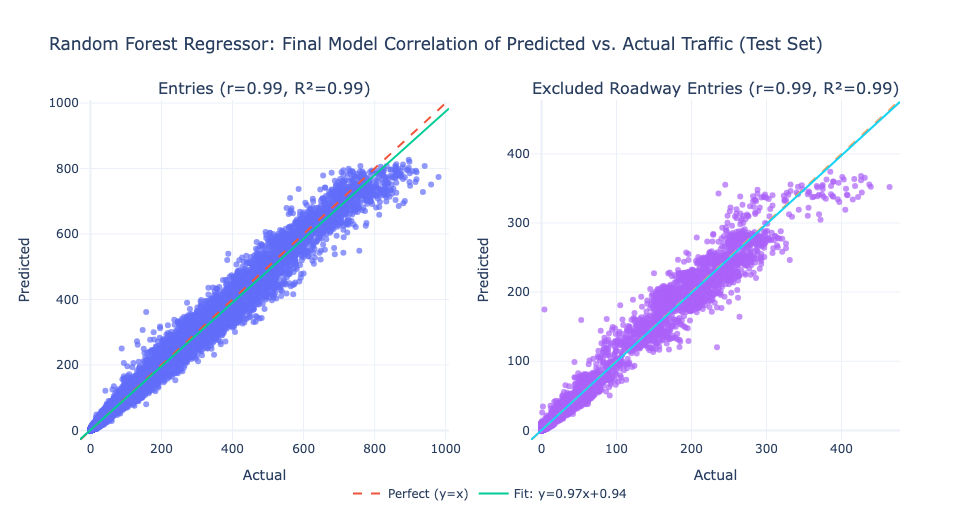 Random Forest Regressor: Final Model Correlation of Predicted vs. Actual Traffic (Test Set)
Entries (r=0.99, R²=0.99)
1000
800
600
400
200
0
Predicted
0 200 400 600 800 1000
Actual
Excluded Roadway Entries (r=0.99, R²=0.99)
400
300
200
100
0
Predicted
0 100 200 300 400
Actual
Perfect (y=x) Fit: y=0.97x+0.94